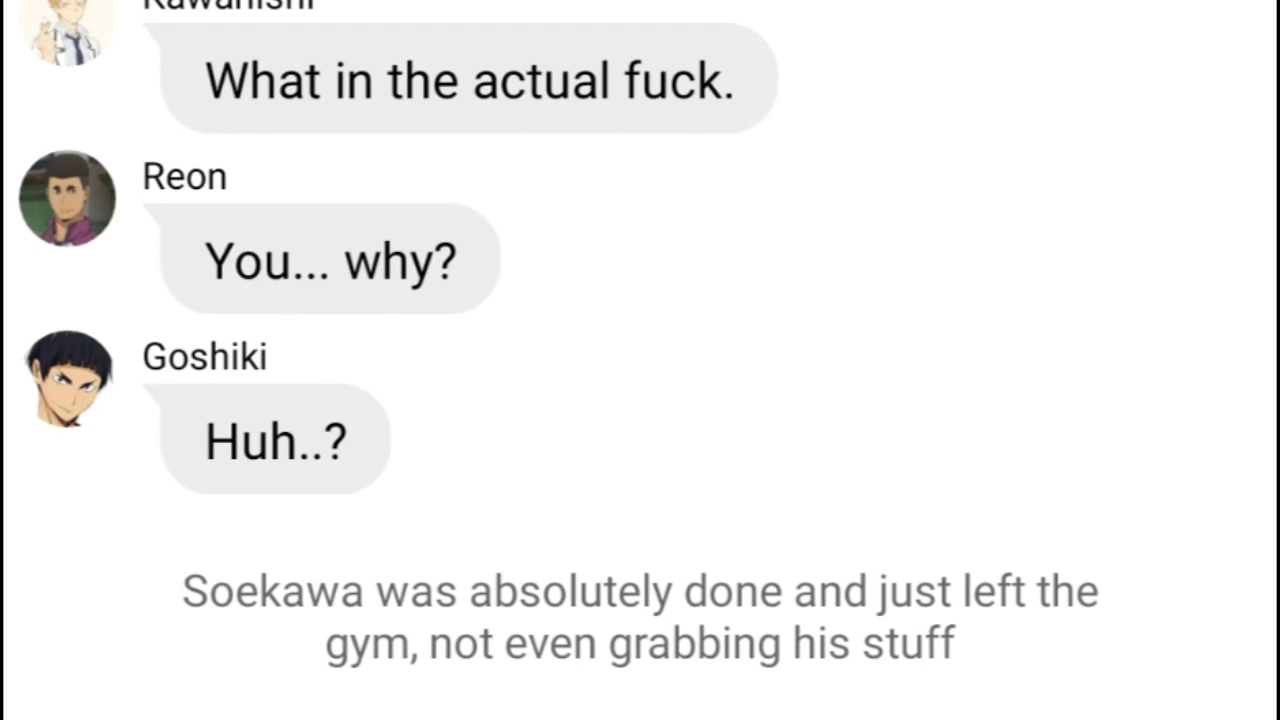 Kawanishi
What in the actual fuck.
Reon
You... why?
Goshiki
Huh..?
Soekawa was absolutely done and just left the
gym, not even grabbing his stuff